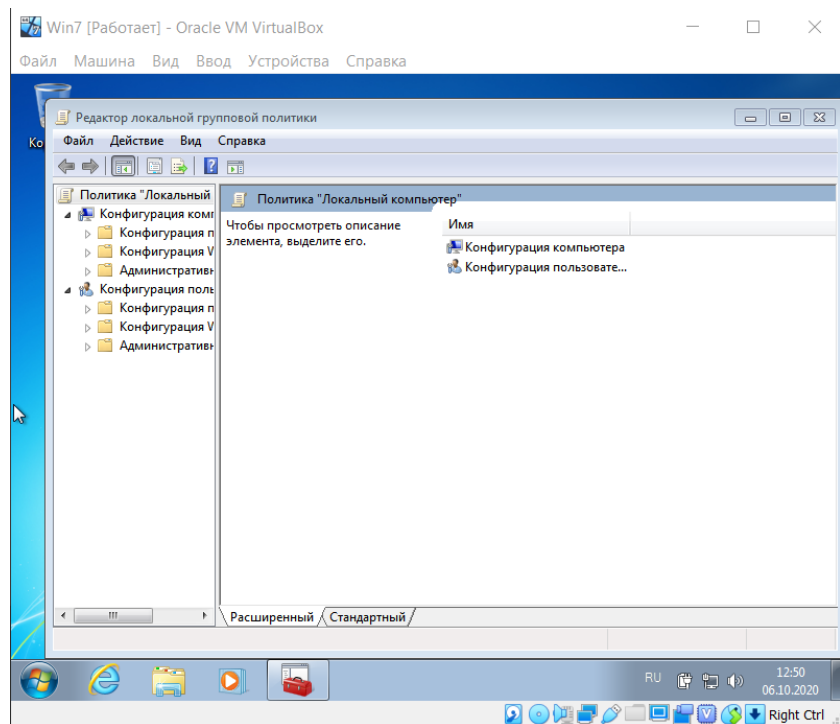 Win7 [Работает] - Oracle VM VirtualBox
Файл Машина Вид Ввод Устройства Справка
Редактор локальной групповой политики
Ко
Файл Действие Вид Справка
Политика "Локальный
Конфигурация комп
Конфигурация п
Конфигурация W
Административн
Конфигурация поль
Конфигурация п
Конфигурация W
Административн
Политика "Локальный компьютер"
Чтобы просмотреть описание
элемента, выделите его.
Имя
Конфигурация компьютера
Конфигурация пользовате...
Расширенный Стандартный
RU
12:50
06.10.2020
Right Ctrl